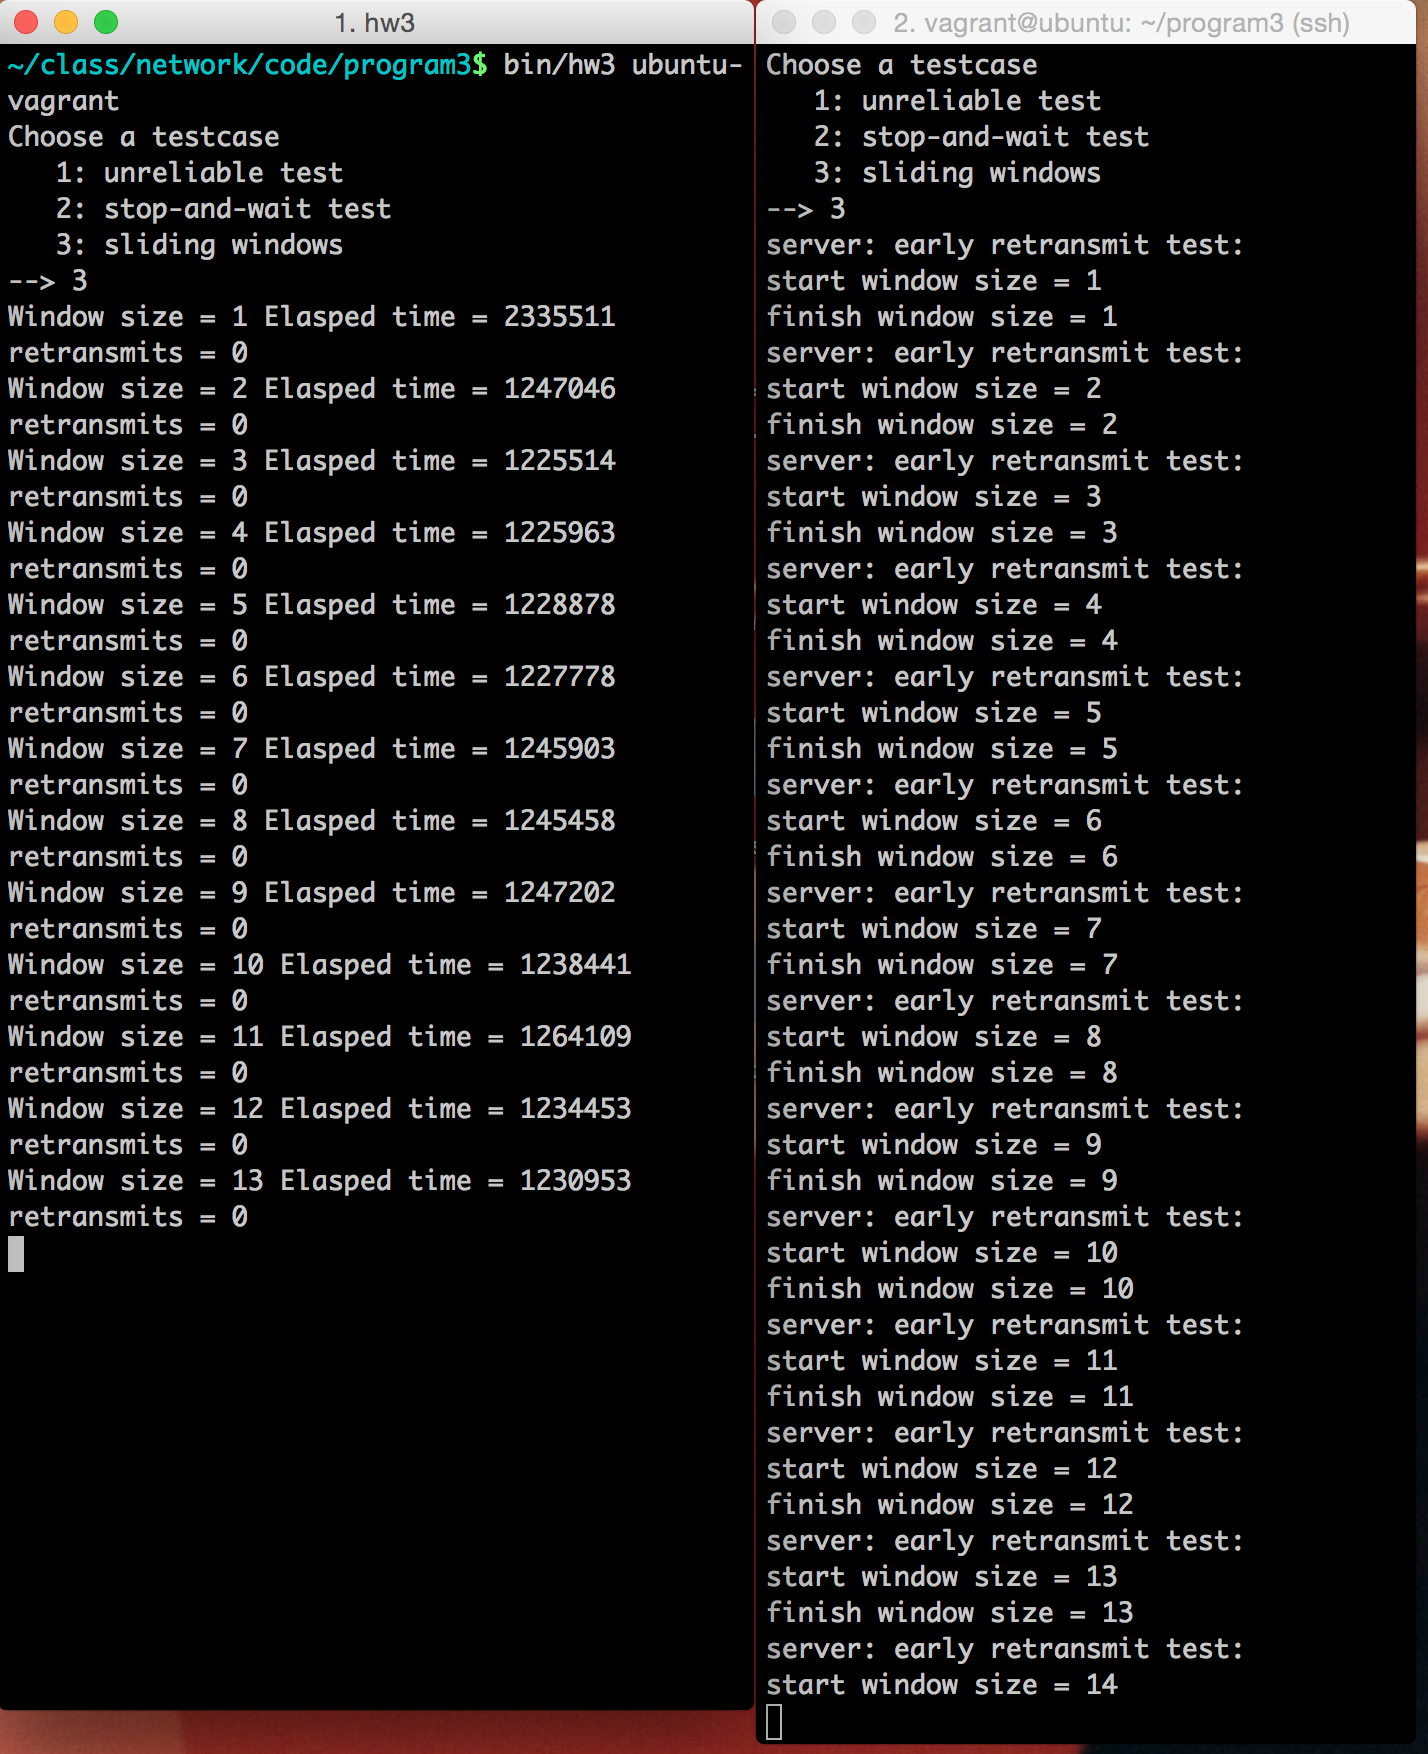 1. hw3
~/class/network/code/program3$ bin/hw3 ubuntu-
vagrant
Choose a testcase
   1: unreliable test
   2: stop-and-wait test
   3: sliding windows
--> 3
Window size = 1 Elasped time = 2335511
retransmits = 0
Window size = 2 Elasped time = 1247046
retransmits = 0
Window size = 3 Elasped time = 1225514
retransmits = 0
Window size = 4 Elasped time = 1225963
retransmits = 0
Window size = 5 Elasped time = 1228878
retransmits = 0
Window size = 6 Elasped time = 1227778
retransmits = 0
Window size = 7 Elasped time = 1245903
retransmits = 0
Window size = 8 Elasped time = 1245458
retransmits = 0
Window size = 9 Elasped time = 1247202
retransmits = 0
Window size = 10 Elasped time = 1238441
retransmits = 0
Window size = 11 Elasped time = 1264109
retransmits = 0
Window size = 12 Elasped time = 1234453
retransmits = 0
Window size = 13 Elasped time = 1230953
retransmits = 0
2. vagrant@ubuntu: ~/program3 (ssh)
Choose a testcase
   1: unreliable test
   2: stop-and-wait test
   3: sliding windows
--> 3
server: early retransmit test:
start window size = 1
finish window size = 1
server: early retransmit test:
start window size = 2
finish window size = 2
server: early retransmit test:
start window size = 3
finish window size = 3
server: early retransmit test:
start window size = 4
finish window size = 4
server: early retransmit test:
start window size = 5
finish window size = 5
server: early retransmit test:
start window size = 6
finish window size = 6
server: early retransmit test:
start window size = 7
finish window size = 7
server: early retransmit test:
start window size = 8
finish window size = 8
server: early retransmit test:
start window size = 9
finish window size = 9
server: early retransmit test:
start window size = 10
finish window size = 10
server: early retransmit test:
start window size = 11
finish window size = 11
server: early retransmit test:
start window size = 12
finish window size = 12
server: early retransmit test:
start window size = 13
finish window size = 13
server: early retransmit test:
start window size = 14